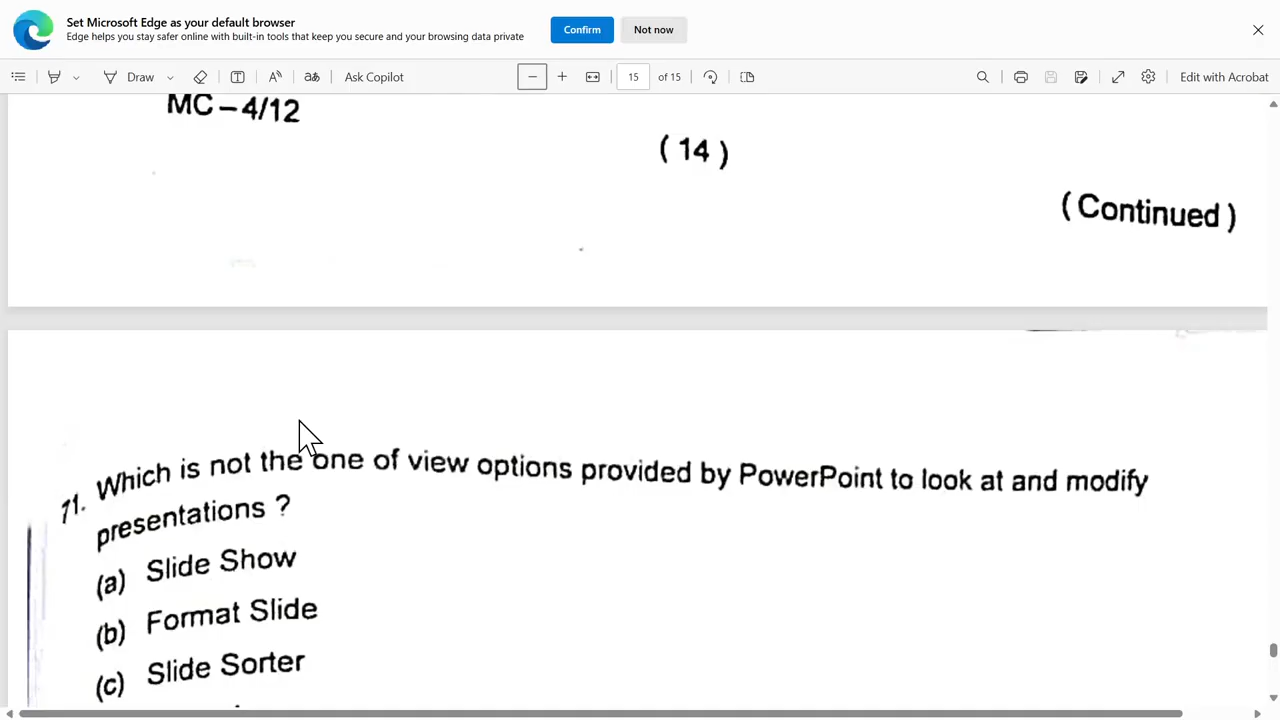 Set Microsoft Edge as your default browser
Edge helps you stay safer online with built-in tools that keep you secure and your browsing data private
Confirm
Not now
Draw
Ask Copilot
15 of 15
Edit with Acrobat
MC – 4/12
( 14 )
( Continued )
71. Which is not the one of view options provided by PowerPoint to look at and modify
presentations ?
(a) Slide Show
(b) Format Slide
(c) Slide Sorter